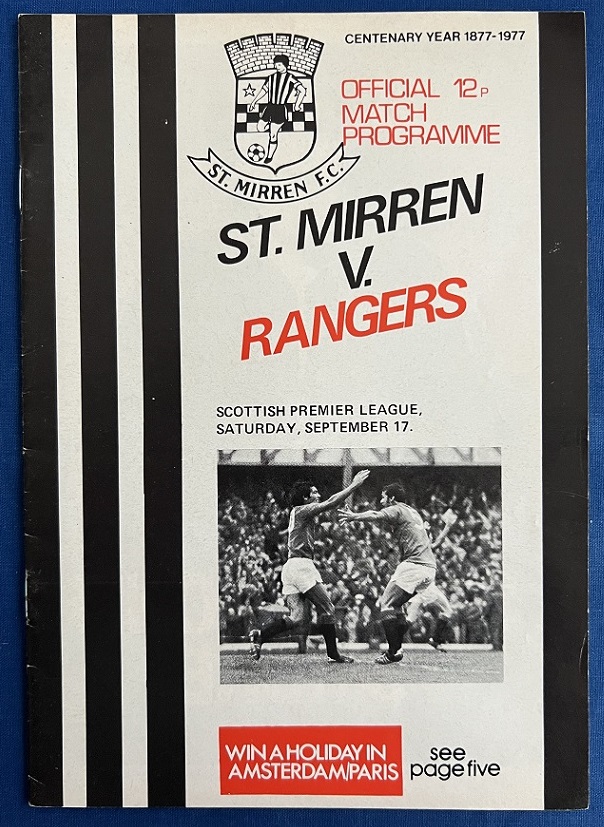 CENTENARY YEAR 1877-1977
OFFICIAL 12P
MATCH
PROGRAMME
ST. MIRREN F.C.
ST. MIRREN
V.
RANGERS
SCOTTISH PREMIER LEAGUE,
SATURDAY, SEPTEMBER 17.
WIN A HOLIDAY IN
AMSTERDAM/PARIS
see
page five